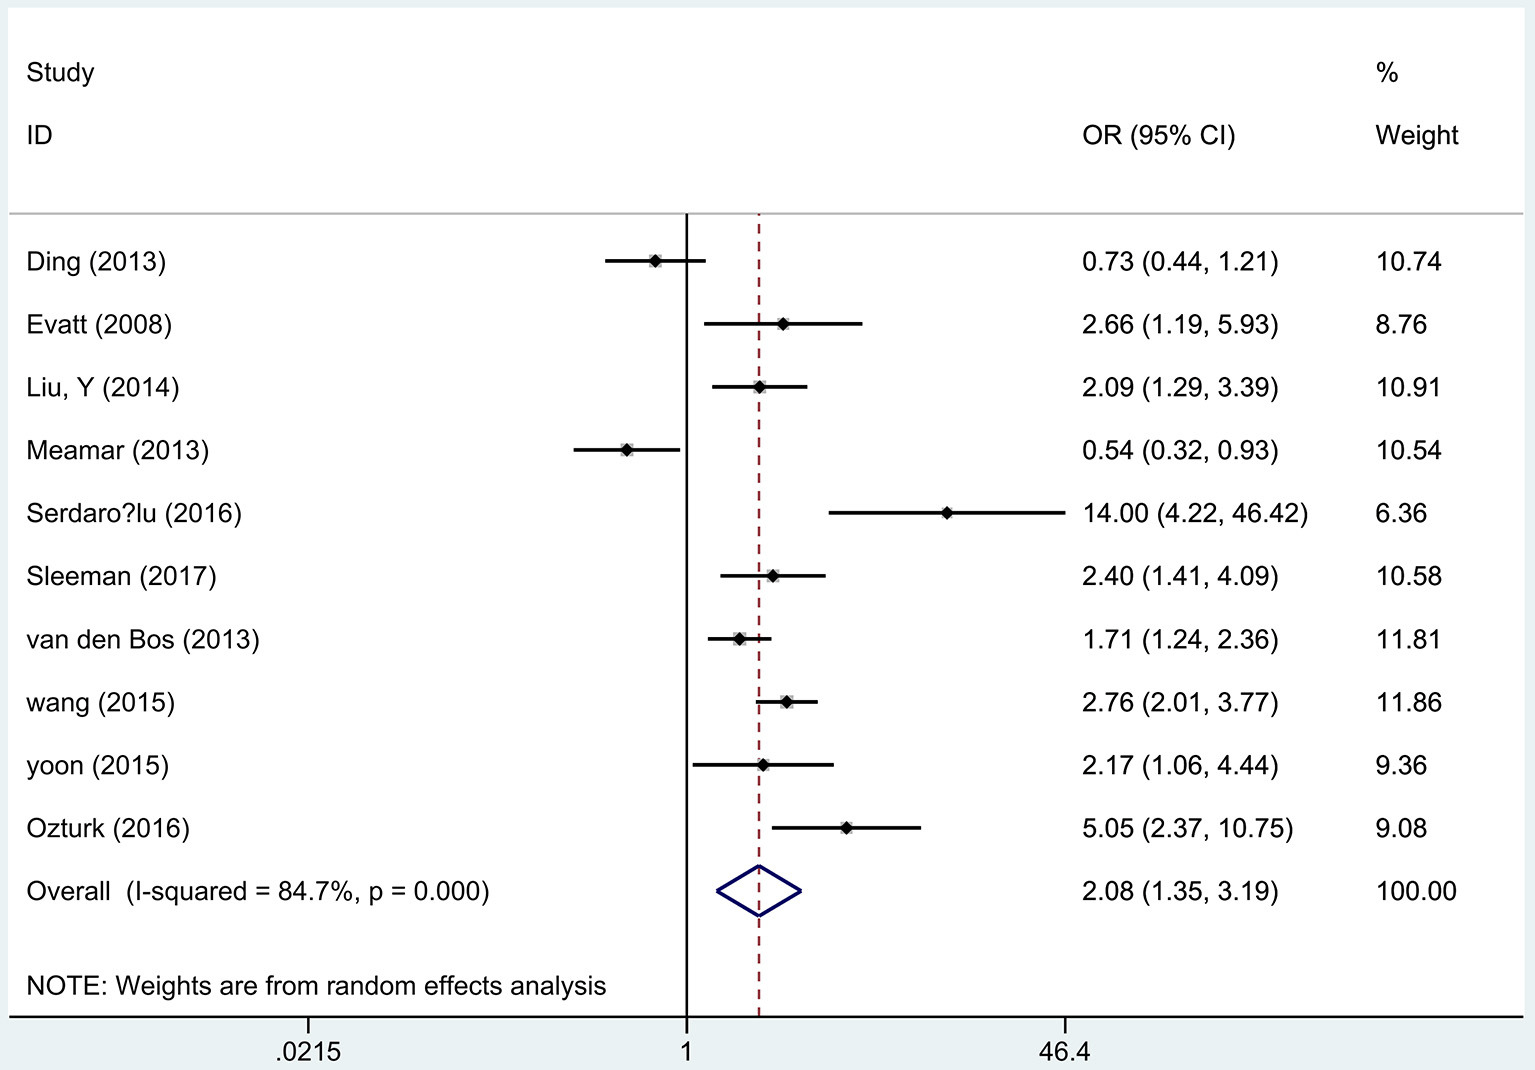 Study %
ID OR (95% CI) Weight
Ding (2013) 0.73 (0.44, 1.21) 10.74
Evatt (2008) 2.66 (1.19, 5.93) 8.76
Liu, Y (2014) 2.09 (1.29, 3.39) 10.91
Meamar (2013) 0.54 (0.32, 0.93) 10.54
Serdaro?lu (2016) 14.00 (4.22, 46.42) 6.36
Sleeman (2017) 2.40 (1.41, 4.09) 10.58
van den Bos (2013) 1.71 (1.24, 2.36) 11.81
wang (2015) 2.76 (2.01, 3.77) 11.86
yoon (2015) 2.17 (1.06, 4.44) 9.36
Ozturk (2016) 5.05 (2.37, 10.75) 9.08
Overall (I-squared = 84.7%, p = 0.000) 2.08 (1.35, 3.19) 100.00
NOTE: Weights are from random effects analysis
.0215 1 46.4